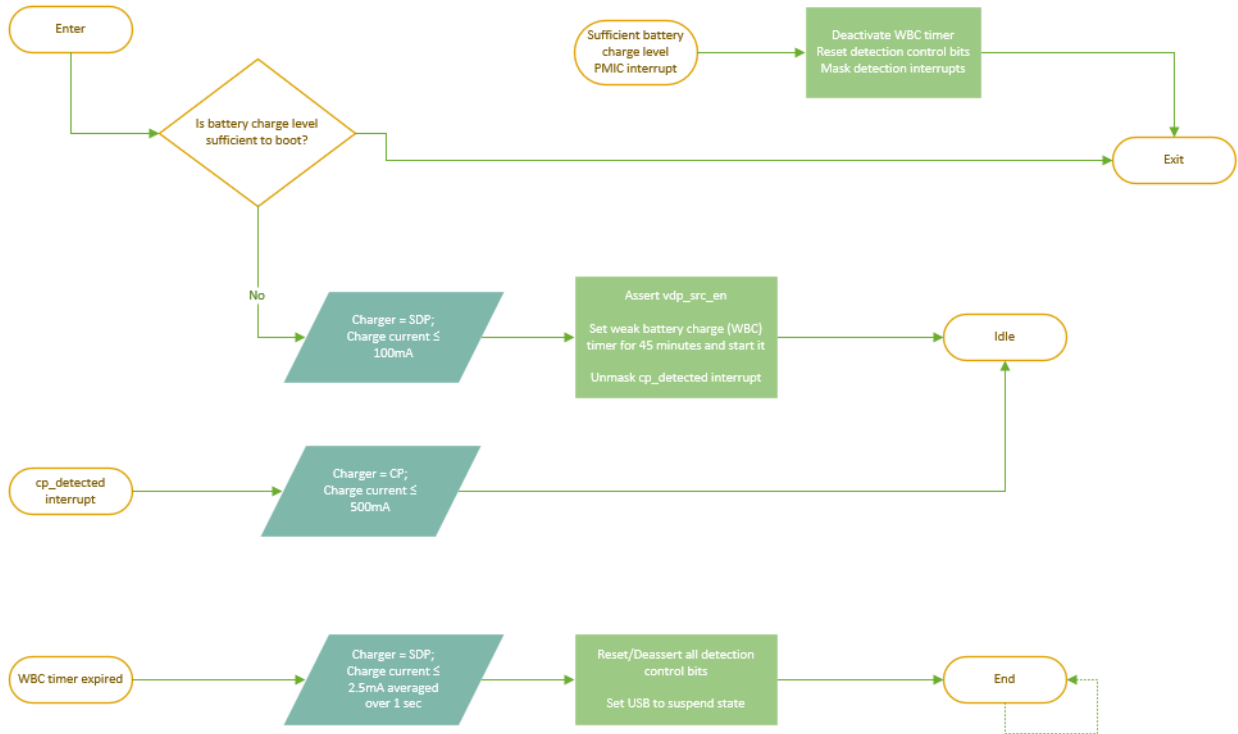 Enter
Sufficient battery
charge level
PMIC interrupt
Deactivate WBC timer
Reset detection control bits
Mask detection interrupts
Is battery charge level
sufficient to boot?
Exit
No
Charger = SDP;
Charge current ≤
100mA
Assert vdp_src_en
Set weak battery charge (WBC)
timer for 45 minutes and start it
Unmask cp_detected interrupt
Idle
cp_detected
interrupt
Charger = CP;
Charge current ≤
500mA
WBC timer expired
Charger = SDP;
Charge current ≤
2.5mA averaged
over 1 sec
Reset/Deassert all detection
control bits
Set USB to suspend state
End